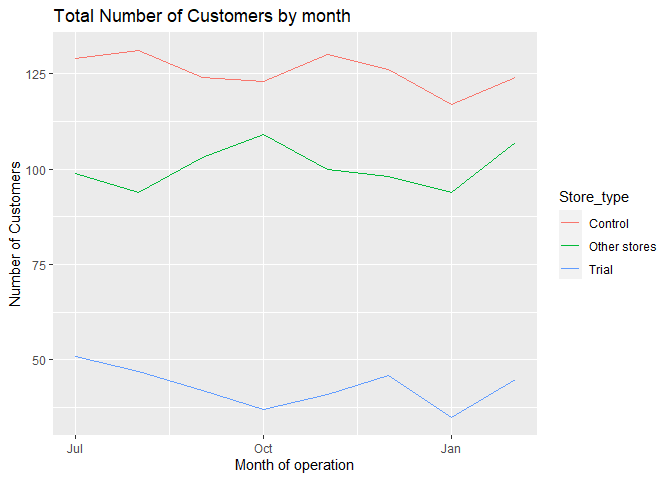 Total Number of Customers by month
125
100
75
50
Number of Customers
Jul
Oct
Jan
Month of operation
Store_type
Control
Other stores
Trial